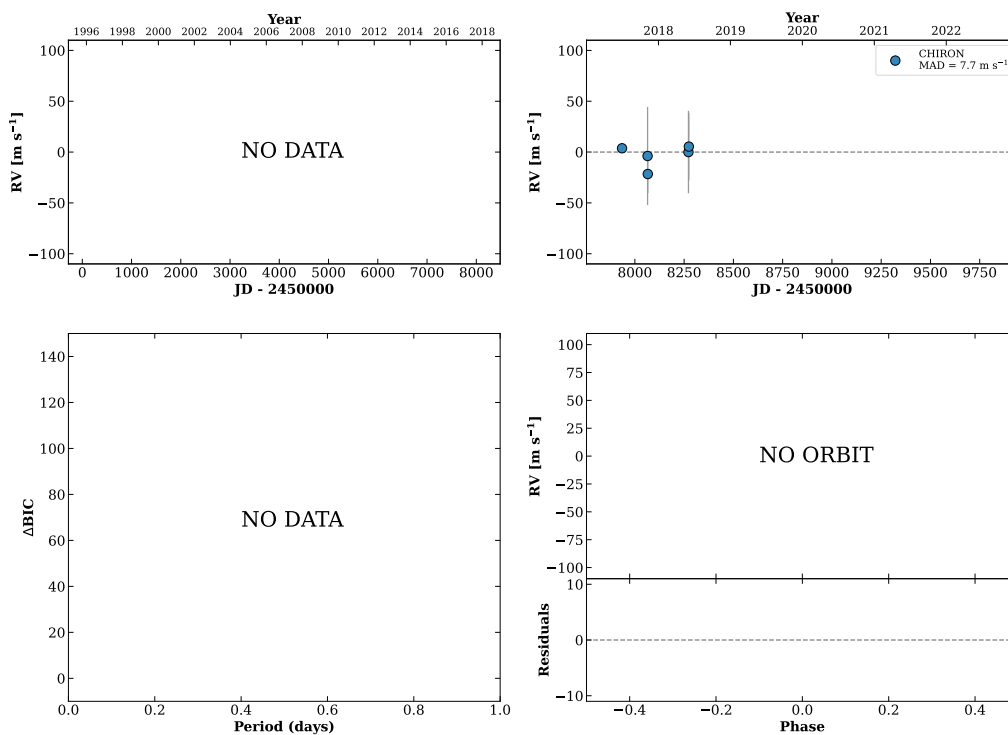 Year
1996 1998 2000 2002 2004 2006 2008 2010 2012 2014 2016 2018
100
50
0
−50
−100
RV [m s−1]
NO DATA
0 1000 2000 3000 4000 5000 6000 7000 8000
JD - 2450000
Year
2018 2019 2020 2021 2022
CHIRON
MAD = 7.7 m s−1
100
50
0
−50
−100
RV [m s−1]
8000 8250 8500 8750 9000 9250 9500 9750
JD - 2450000
140
120
100
80
60
40
20
0
ΔBIC
NO DATA
0.0 0.2 0.4 0.6 0.8 1.0
Period (days)
100
75
50
25
0
−25
−50
−75
−100
RV [m s−1]
NO ORBIT
10
0
−10
Residuals
−0.4 −0.2 0.0 0.2 0.4
Phase